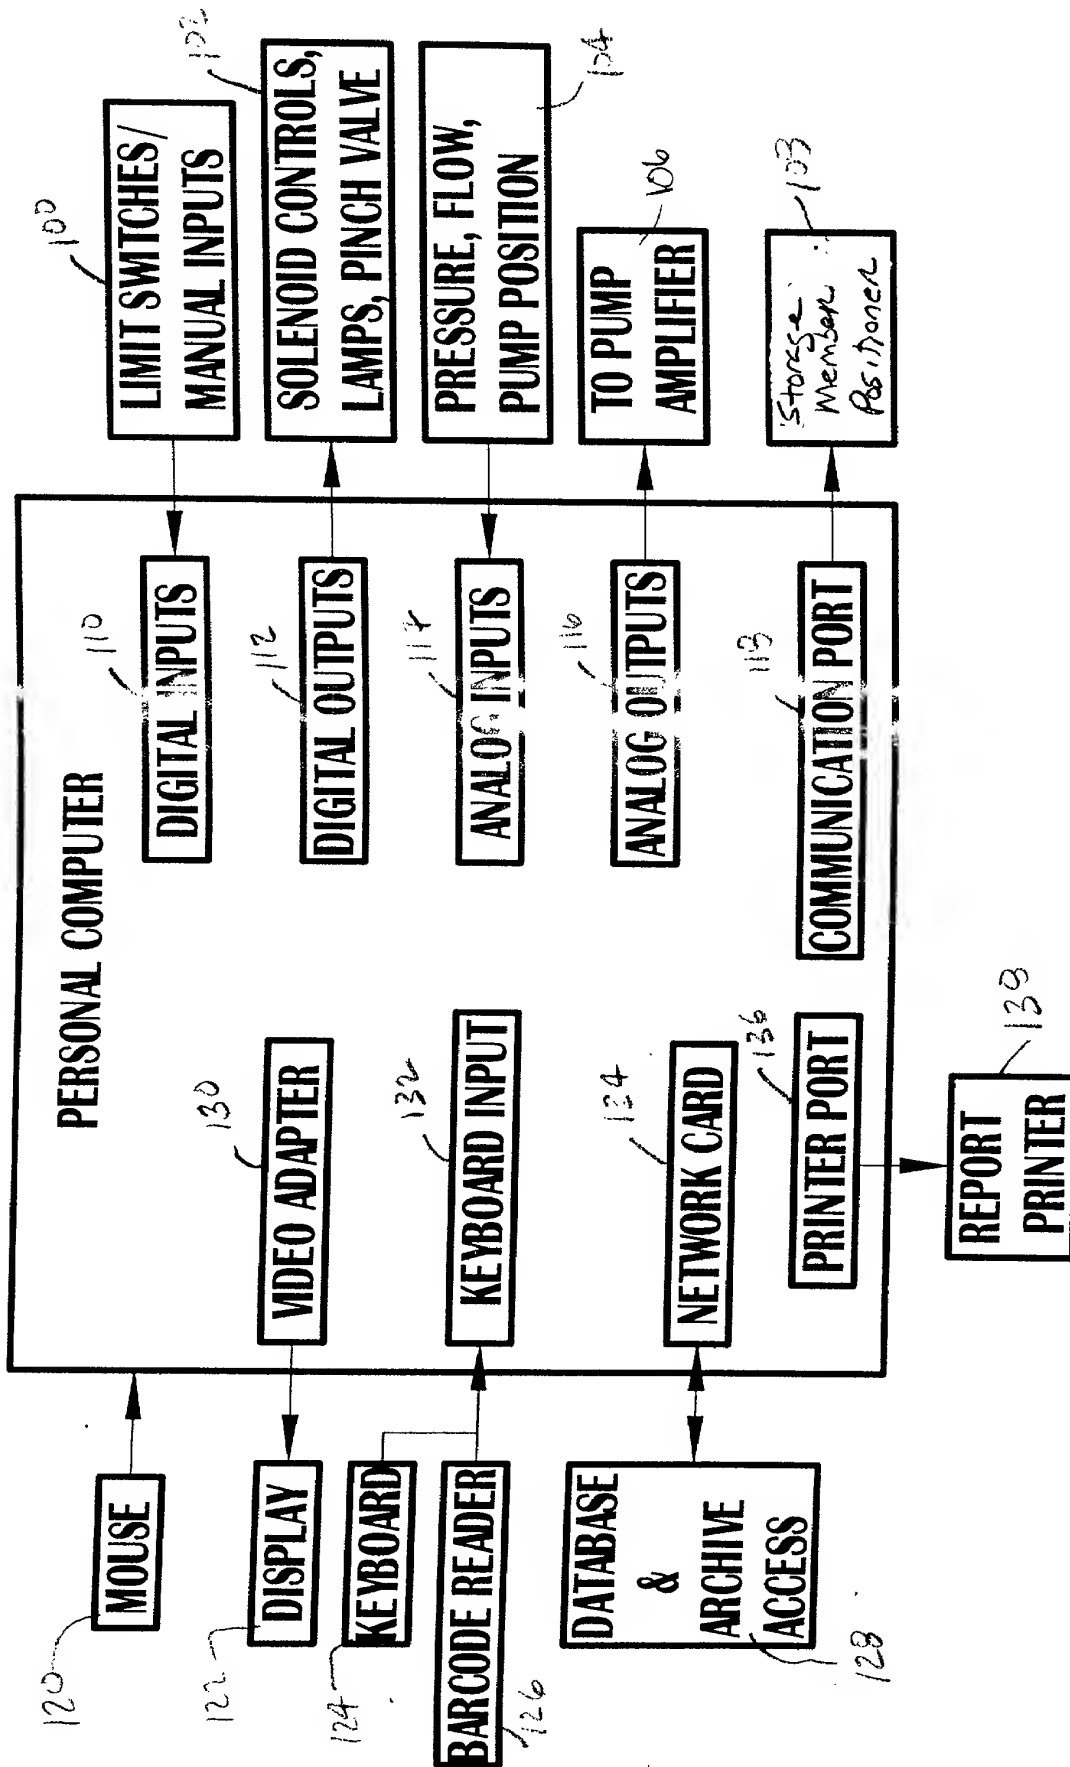 120
MOUSE
122
DISPLAY
124
KEYBOARD
BARCODE READER
126
DATABASE
&
ARCHIVE
ACCESS
128
PERSONAL COMPUTER
130
VIDEO ADAPTER
132
KEYBOARD INPUT
134
NETWORK CARD
136
PRINTER PORT
139
REPORT
PRINTER
110
DIGITAL INPUTS
112
DIGITAL OUTPUTS
114
ANALOG INPUTS
116
ANALOG OUTPUTS
113
COMMUNICATION PORT
100
LIMIT SWITCHES/
MANUAL INPUTS
102
SOLENOID CONTROLS,
LAMPS, PINCH VALVE
104
PRESSURE, FLOW,
PUMP POSITION
106
TO PUMP
AMPLIFIER
103
Storage
Member
Positioner